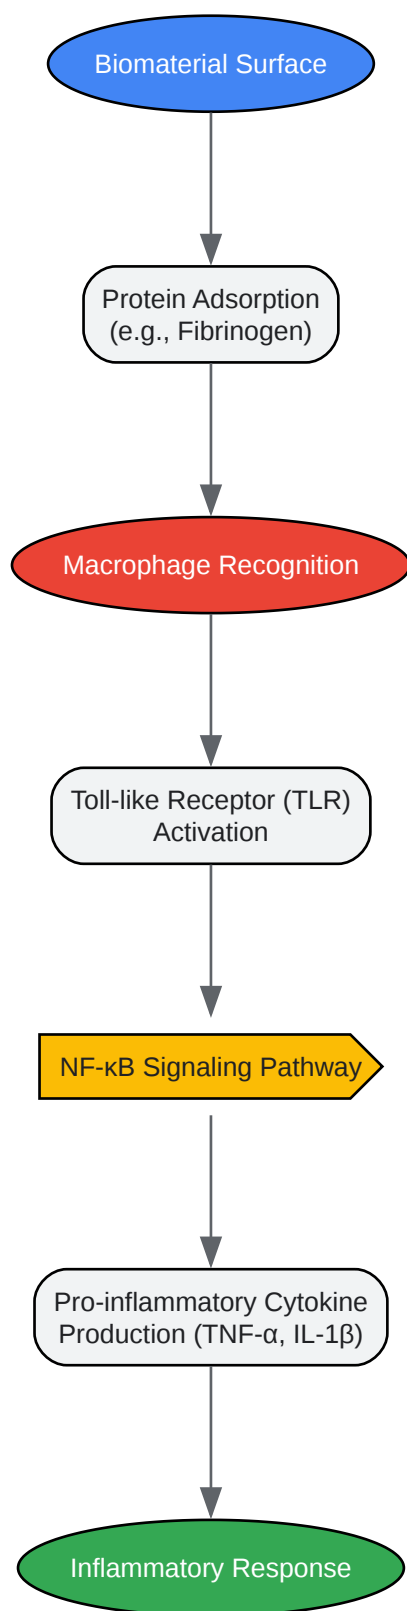 Biomaterial Surface
Protein Adsorption
(e.g., Fibrinogen)
Macrophage Recognition
Toll-like Receptor (TLR)
Activation
NF-κB Signaling Pathway
Pro-inflammatory Cytokine
Production (TNF-α, IL-1β)
Inflammatory Response